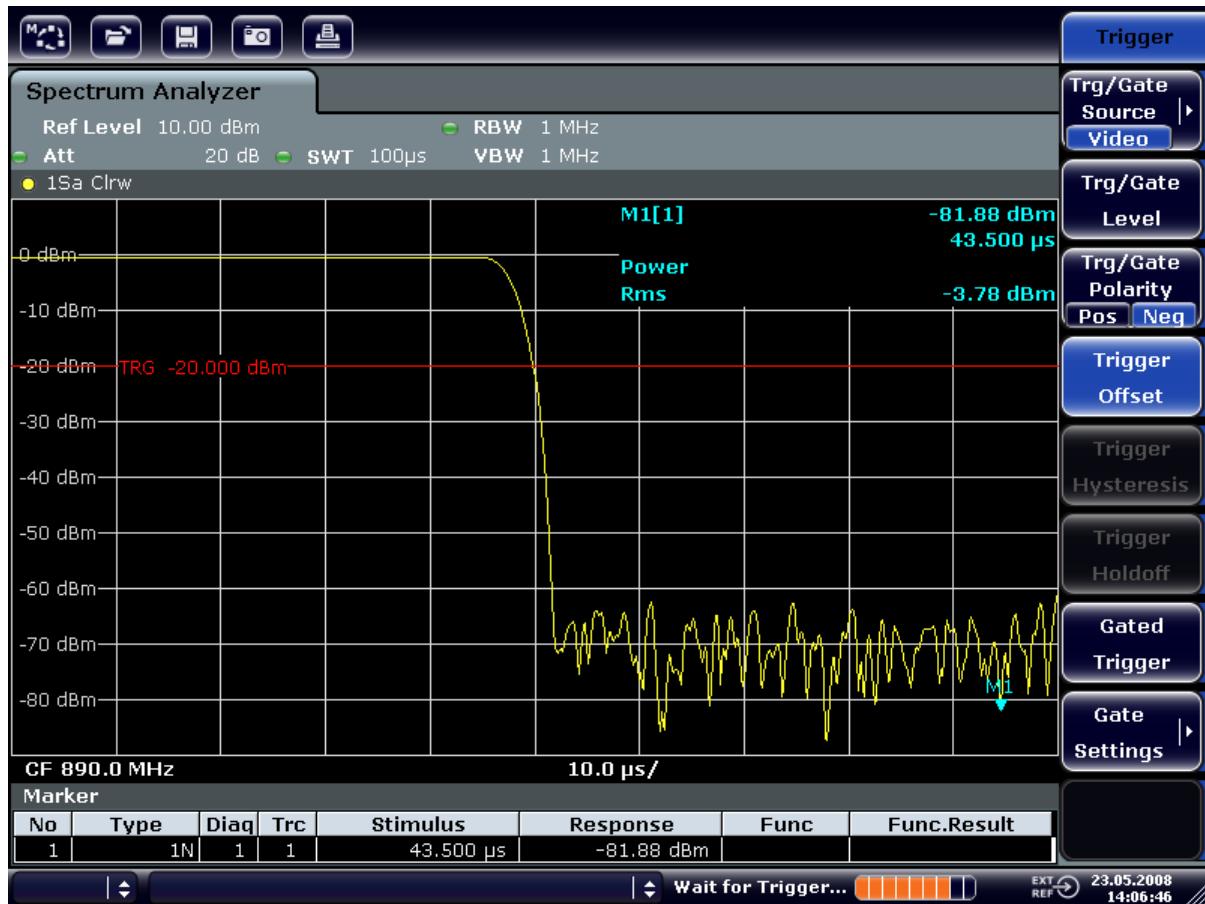 Trigger
Spectrum Analyzer
Ref Level 10.00 dBm RBW 1 MHz
Att 20 dB SWT 100µs VBW 1 MHz
1Sa Clrw
M1[1] -81.88 dBm
43.500 µs
Power
Rms -3.78 dBm
0 dBm
-10 dBm
-20 dBm
TRG -20.000 dBm
-30 dBm
-40 dBm
-50 dBm
-60 dBm
-70 dBm
-80 dBm
M1
CF 890.0 MHz 10.0 µs/
Marker
No Type Diaq Trc Stimulus Response Func Func.Result
1 1N 1 1 43.500 µs -81.88 dBm
Wait for Trigger...
EXT REF
23.05.2008
14:06:46
Trg/Gate
Source
Video
Trg/Gate
Level
Trg/Gate
Polarity
Pos Neg
Trigger
Offset
Trigger
Hysteresis
Trigger
Holdoff
Gated
Trigger
Gate
Settings